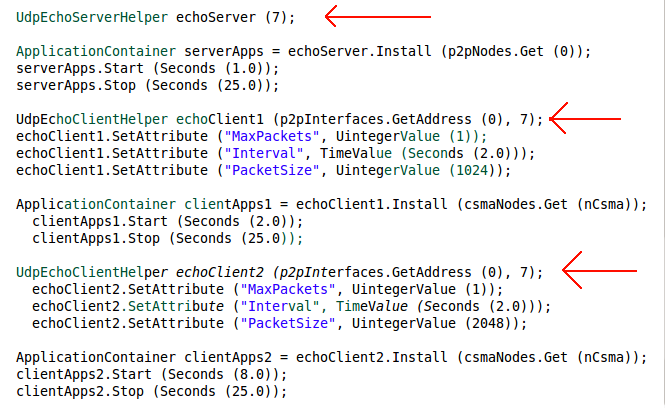 UdpEchoServerHelper echoServer (7);
ApplicationContainer serverApps = echoServer.Install (p2pNodes.Get (0));
serverApps.Start (Seconds (1.0));
serverApps.Stop (Seconds (25.0));
UdpEchoClientHelper echoClient1 (p2pInterfaces.GetAddress (0), 7);
echoClient1.SetAttribute ("MaxPackets", UintegerValue (1));
echoClient1.SetAttribute ("Interval", TimeValue (Seconds (2.0)));
echoClient1.SetAttribute ("PacketSize", UintegerValue (1024));
ApplicationContainer clientApps1 = echoClient1.Install (csmaNodes.Get (nCsma));
clientApps1.Start (Seconds (2.0));
clientApps1.Stop (Seconds (25.0));
UdpEchoClientHelper echoClient2 (p2pInterfaces.GetAddress (0), 7);
echoClient2.SetAttribute ("MaxPackets", UintegerValue (1));
echoClient2.SetAttribute ("Interval", TimeValue (Seconds (2.0)));
echoClient2.SetAttribute ("PacketSize", UintegerValue (2048));
ApplicationContainer clientApps2 = echoClient2.Install (csmaNodes.Get (nCsma));
clientApps2.Start (Seconds (8.0));
clientApps2.Stop (Seconds (25.0));